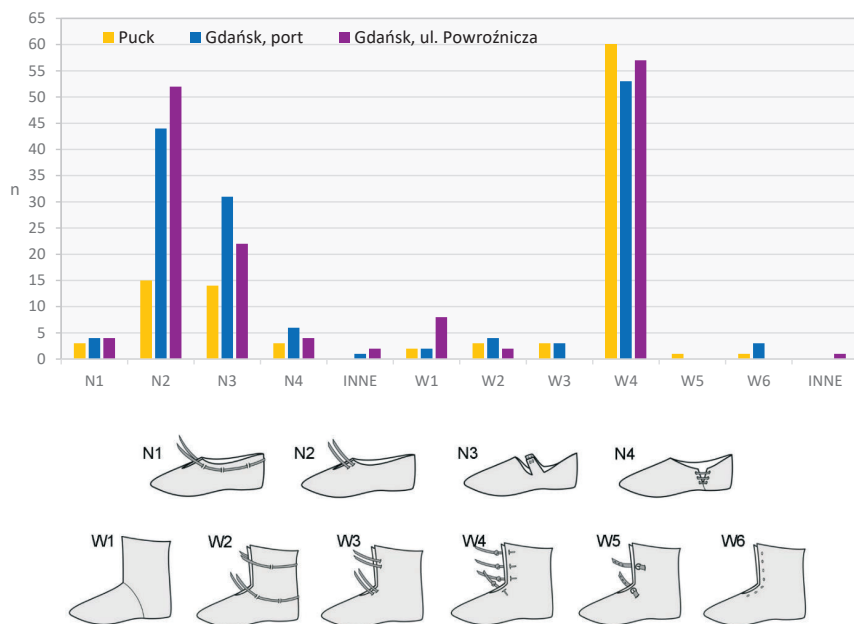 65
Puck Gdańsk, port Gdańsk, ul. Powroźnicza
60
55
50
45
40
35
n
30
25
20
15
10
5
0
N1 N2 N3 N4 INNE W1 W2 W3 W4 W5 W6 INNE
N1 N2 N3 N4
W1 W2 W3 W4 W5 W6